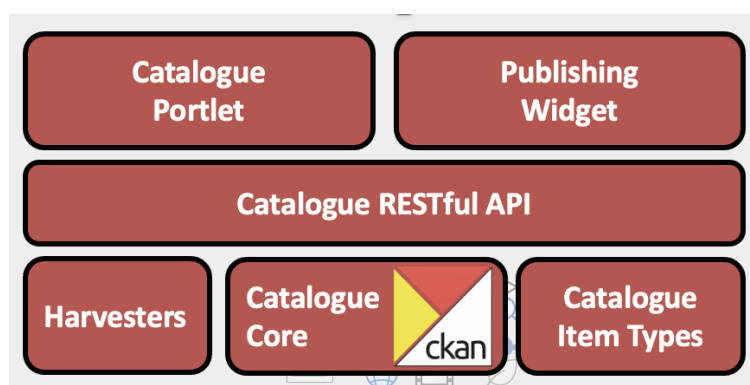 Catalogue
Portlet
Publishing
Widget
Catalogue RESTful API
Harvesters
Catalogue
Core
ckan
Catalogue
Item Types